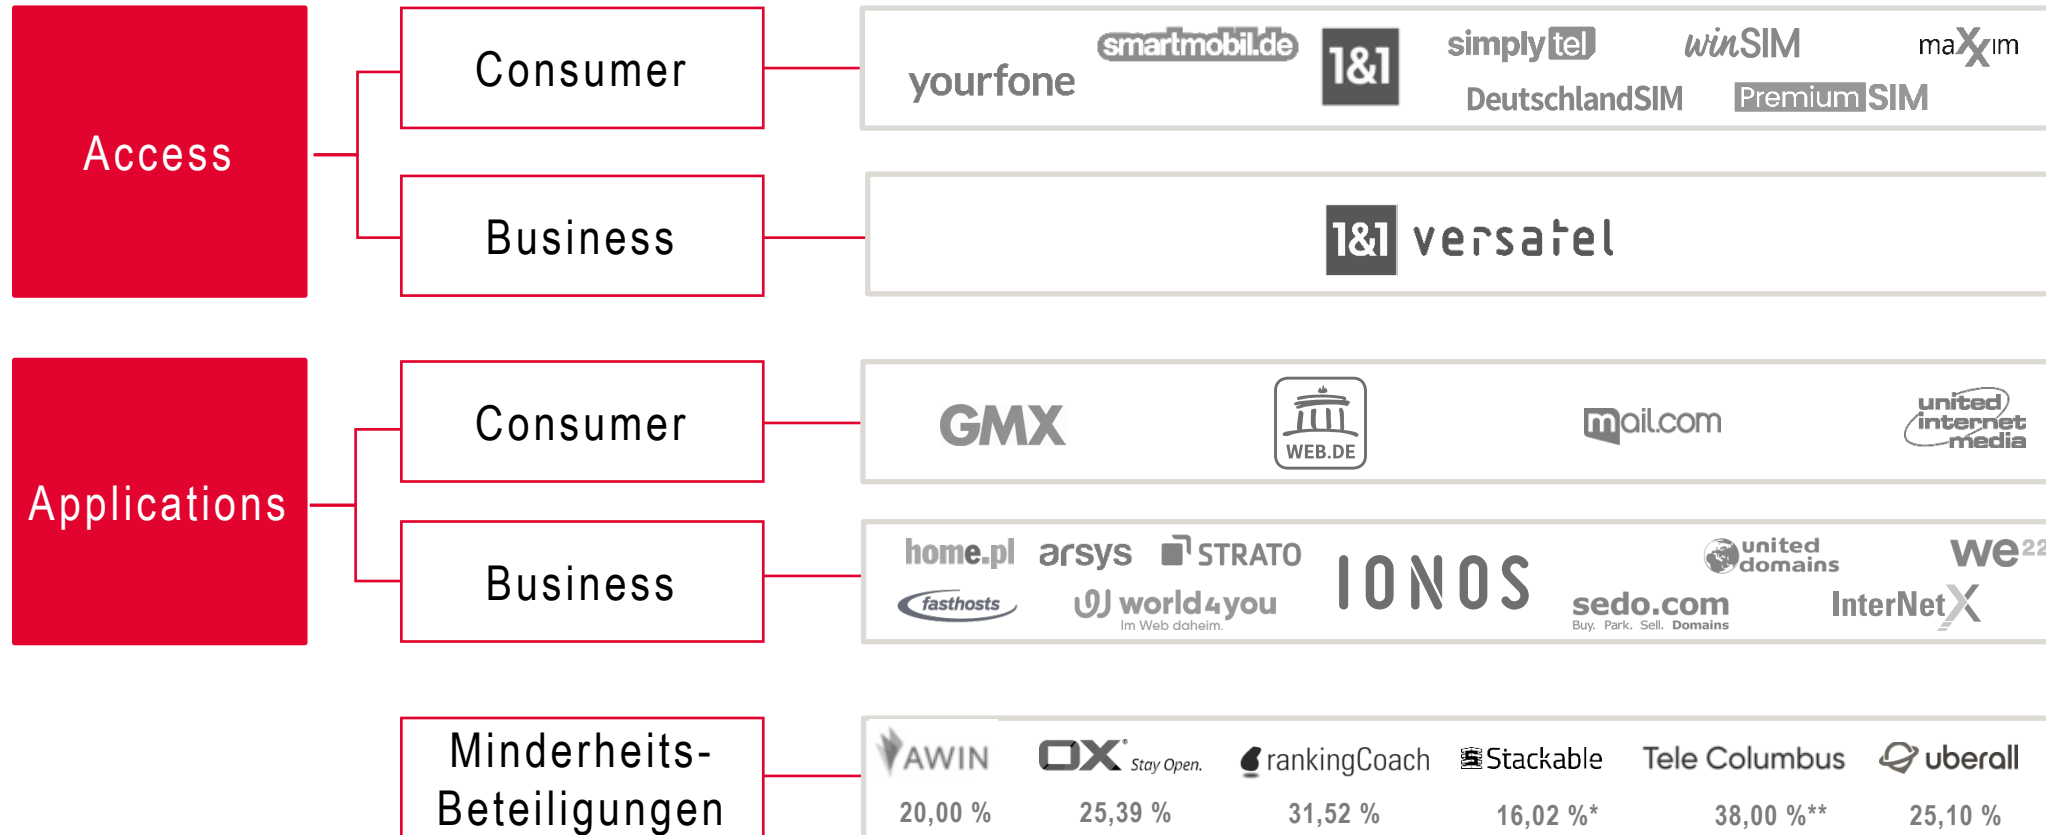 Access
Consumer
yourfone
smartmobil.de
1&1
simply tel
winSIM
maXXim
DeutschlandSIM
Premium SIM
Business
1&1 versatel
Applications
Consumer
GMX
WEB.DE
mail.com
united
internet
media
Business
home.pl
arsys
STRATO
IONOS
united
domains
we22
fasthosts
world4you
Im Web daheim.
sedo.com
Buy. Park. Sell. Domains
InterNetX
Minderheits-
Beteiligungen
AWIN
OX® Stay Open.
rankingCoach
Stackable
Tele Columbus
uberall
20,00 %
25,39 %
31,52 %
16,02 %*
38,00 %**
25,10 %